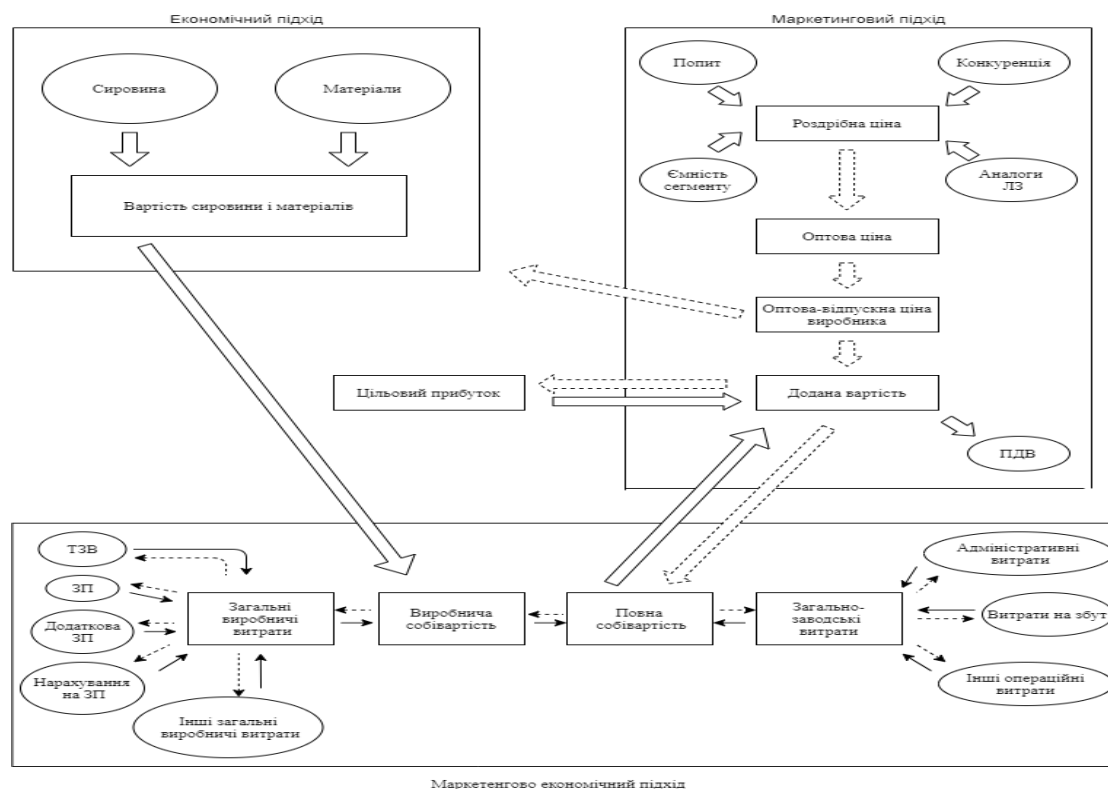 Економічний підхід
Сировина
Матеріали
Вартість сировини і матеріалів
Маркетинговий підхід
Попит
Конкуренція
Роздрібна ціна
Ємність
сегменту
Аналоги
ЛЗ
Оптова ціна
Оптова-відпускна ціна
виробника
Цільовий прибуток
Додана вартість
ПДВ
ТЗВ
ЗП
Додаткова
ЗП
Нарахування
на ЗП
Загальні
виробничі
витрати
Інші загальні
виробничі витрати
Виробнича
собівартість
Повна
собівартість
Загально-
заводські
витрати
Адміністративні
витрати
Витрати на збут
Інші операційні
витрати
Маркетенгово економічний підхід